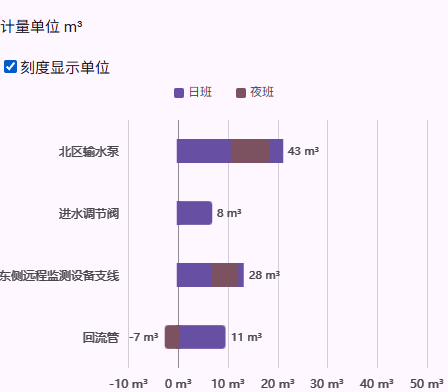 计量单位 m³
刻度显示单位
日班 夜班
北区输水泵 43 m³
进水调节阀 8 m³
东侧远程监测设备支线 28 m³
回流管 -7 m³ 11 m³
-10 m³ 0 m³ 10 m³ 20 m³ 30 m³ 40 m³ 50 m³